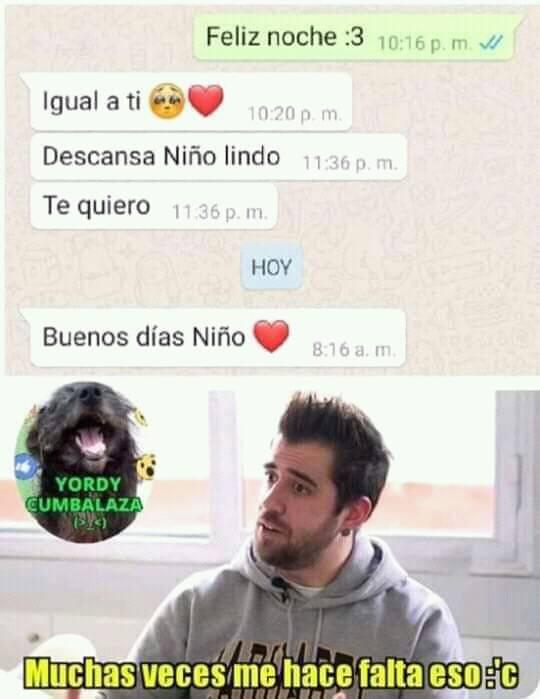 Feliz noche :3 10:16 p. m.
Igual a ti 🥺❤️ 10:20 p. m.
Descansa Niño lindo 11:36 p. m.
Te quiero 11:36 p. m.
HOY
Buenos días Niño ❤️ 8:16 a. m.
YORDY
CUMBALAZA
(>_<)
Muchas veces me hace falta eso :'c